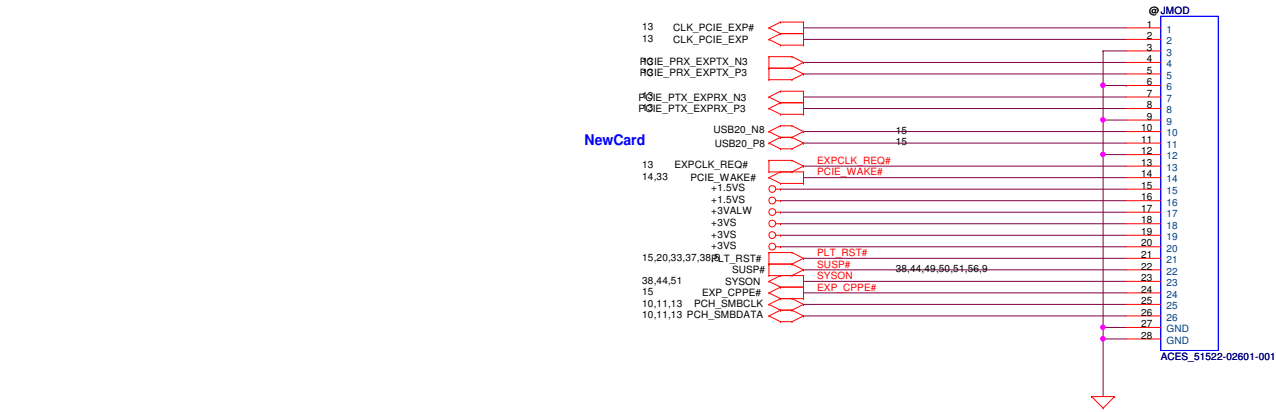 @ JMOD
13 CLK_PCIE_EXP# 1 1
13 CLK_PCIE_EXP 2 2
3 3
13 PCIE_PRX_EXPTX_N3 4 4
13 PCIE_PRX_EXPTX_P3 5 5
6 6
13 PCIE_PTX_EXPRX_N3 7 7
13 PCIE_PTX_EXPRX_P3 8 8
9 9
USB20_N8 15 10 10
NewCard
USB20_P8 15 11 11
12 12
13 EXPCLK_REQ# EXPCLK_REQ# 13 13
14,33 PCIE_WAKE# PCIE_WAKE# 14 14
+1.5VS 15 15
+1.5VS 16 16
+3VALW 17 17
+3VS 18 18
+3VS 19 19
+3VS 20 20
PLT_RST# PLT_RST# 21 21
15,20,33,37,38
SUSP# SUSP# 38,44,49,50,51,56,9 22 22
38,44,51 SYSON SYSON 23 23
15 EXP_CPPE# EXP_CPPE# 24 24
10,11,13 PCH_SMBCLK 25 25
10,11,13 PCH_SMBDATA 26 26
27 GND
28 GND
ACES_51522-02601-001